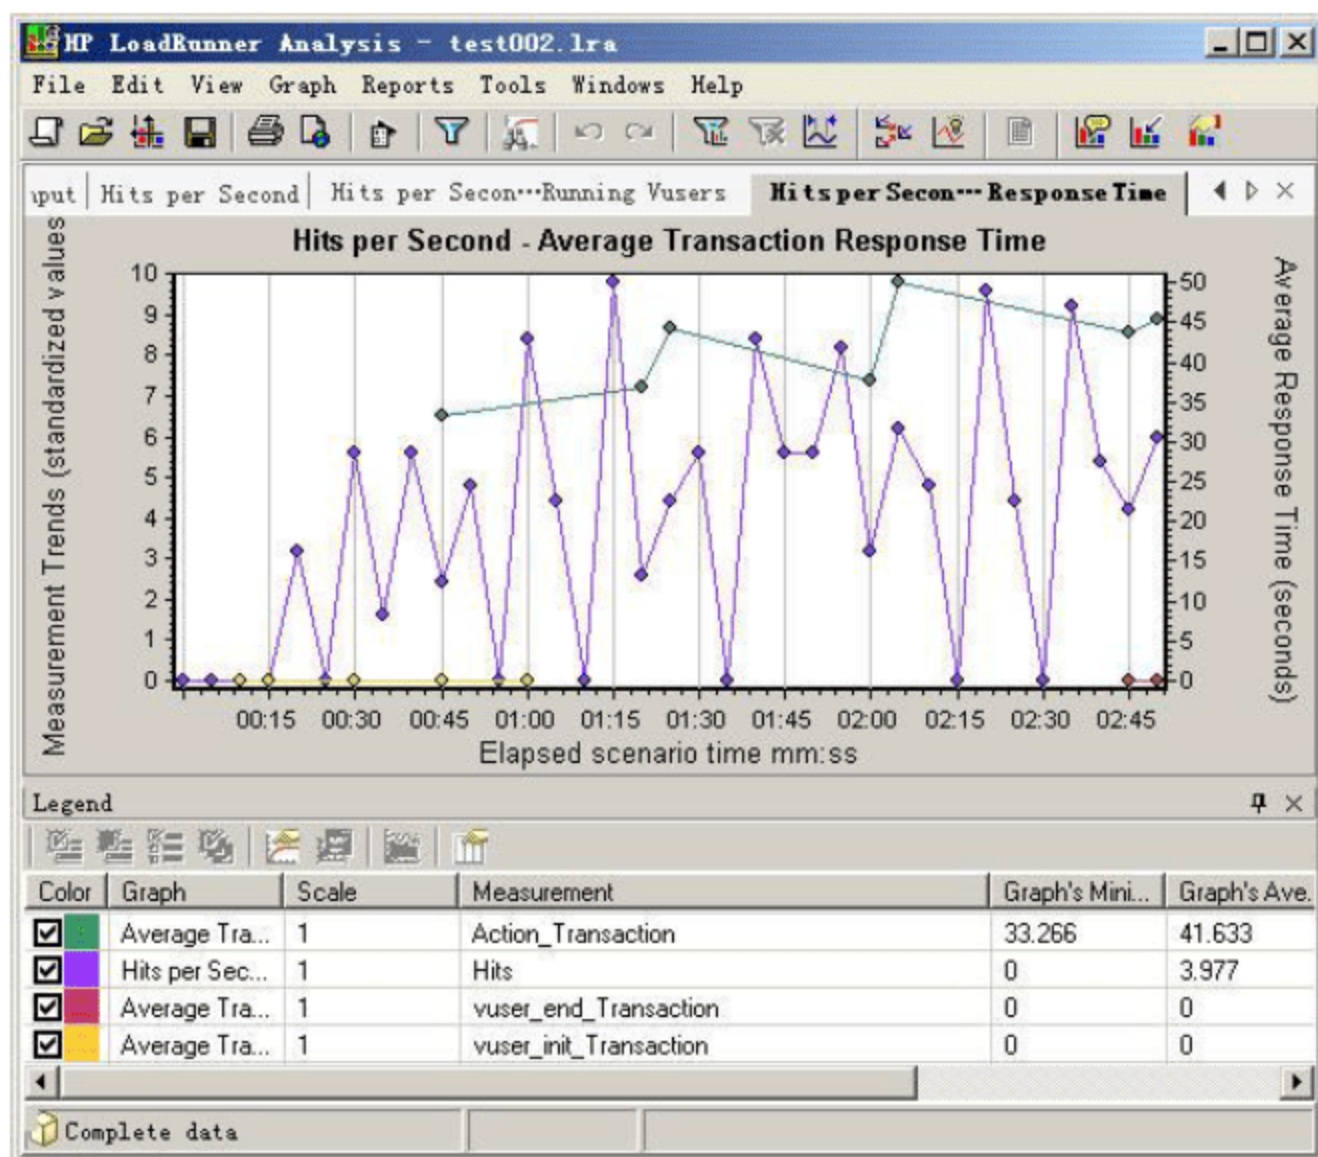 HP LoadRunner Analysis - test002.lra
File Edit View Graph Reports Tools Windows Help
Hits per Second Hits per Secon···Running Vusers Hits per Secon··· Response Time
Hits per Second - Average Transaction Response Time
Measurement Trends (standardized values
10
9
8
7
6
5
4
3
2
1
0
50
45
40
35
30
25
20
15
10
5
0
Average Response Time (seconds)
00:15 00:30 00:45 01:00 01:15 01:30 01:45 02:00 02:15 02:30 02:45
Elapsed scenario time mm:ss
Legend
Color Graph Scale Measurement Graph's Mini... Graph's Ave.
Average Tra... 1 Action_Transaction 33.266 41.633
Hits per Sec... 1 Hits 0 3.977
Average Tra... 1 vuser_end_Transaction 0 0
Average Tra... 1 vuser_init_Transaction 0 0
Complete data